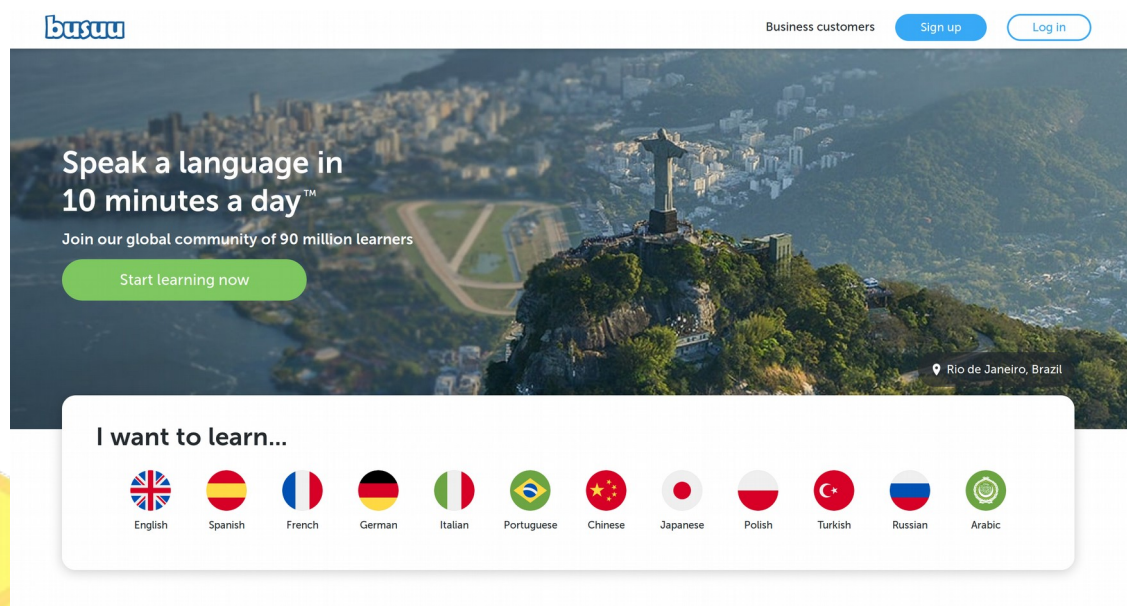 busuu
Business customers
Sign up
Log in
Speak a language in
10 minutes a day™
Join our global community of 90 million learners
Start learning now
Rio de Janeiro, Brazil
I want to learn...
English
Spanish
French
German
Italian
Portuguese
Chinese
Japanese
Polish
Turkish
Russian
Arabic